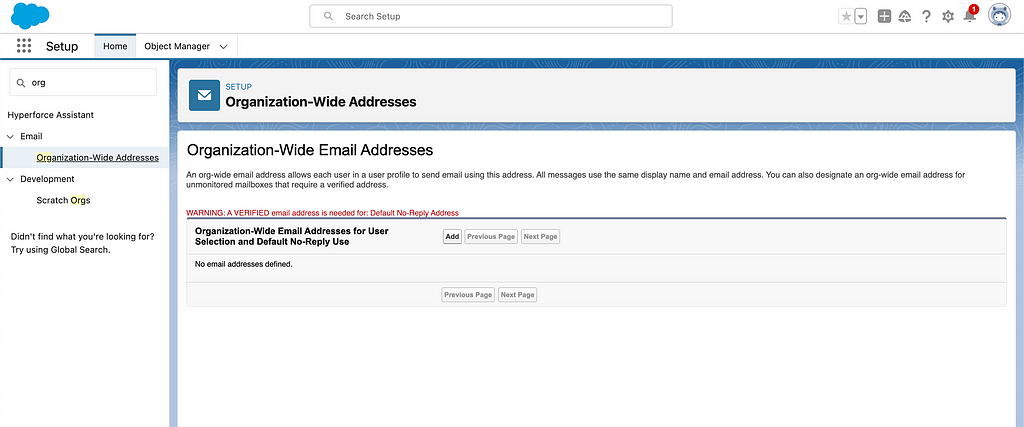 Search Setup
1
Setup
Home
Object Manager
org
Hyperforce Assistant
Email
Organization-Wide Addresses
Development
Scratch Orgs
Didn't find what you're looking for?
Try using Global Search.
SETUP
Organization-Wide Addresses
Organization-Wide Email Addresses
An org-wide email address allows each user in a user profile to send email using this address. All messages use the same display name and email address. You can also designate an org-wide email address for
unmonitored mailboxes that require a verified address.
WARNING: A VERIFIED email address is needed for: Default No-Reply Address
Organization-Wide Email Addresses for User
Selection and Default No-Reply Use
Add Previous Page Next Page
No email addresses defined.
Previous Page Next Page